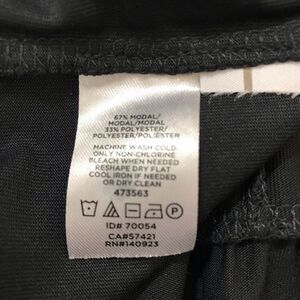 67% MODAL/
MODAL/MODAL
33% POLYESTER/
POLYESTER/POLIESTER
MACHINE WASH COLD
ONLY NON-CHLORINE
BLEACH WHEN NEEDED
RESHAPE DRY FLAT
COOL IRON IF NEEDED
OR DRY CLEAN
473563
P
ID# 70054
CA#57421
RN#140923